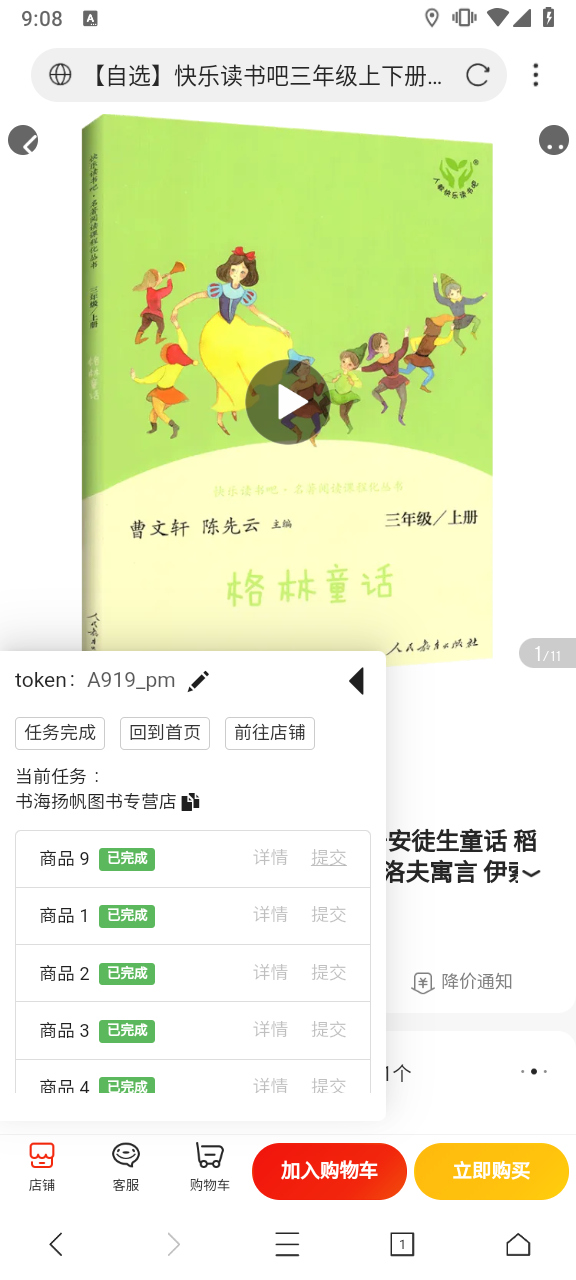 9:08
A
【自选】快乐读书吧三年级上下册...
快乐读书吧·名著阅读课程化丛书
三年级/上册
格林童话
人教快乐读书吧
快乐读书吧·名著阅读课程化丛书
曹文轩 陈先云 主编
三年级/上册
格林童话
人民教育出版社
1/11
token: A919_pm
任务完成 回到首页 前往店铺
当前任务：
书海扬帆图书专营店
商品 9 已完成 详情 提交
商品 1 已完成 详情 提交
商品 2 已完成 详情 提交
商品 3 已完成 详情 提交
商品 4 已完成 详情 提交
安徒生童话 稻
洛夫寓言 伊索
降价通知
1个
店铺 客服 购物车 加入购物车 立即购买
1